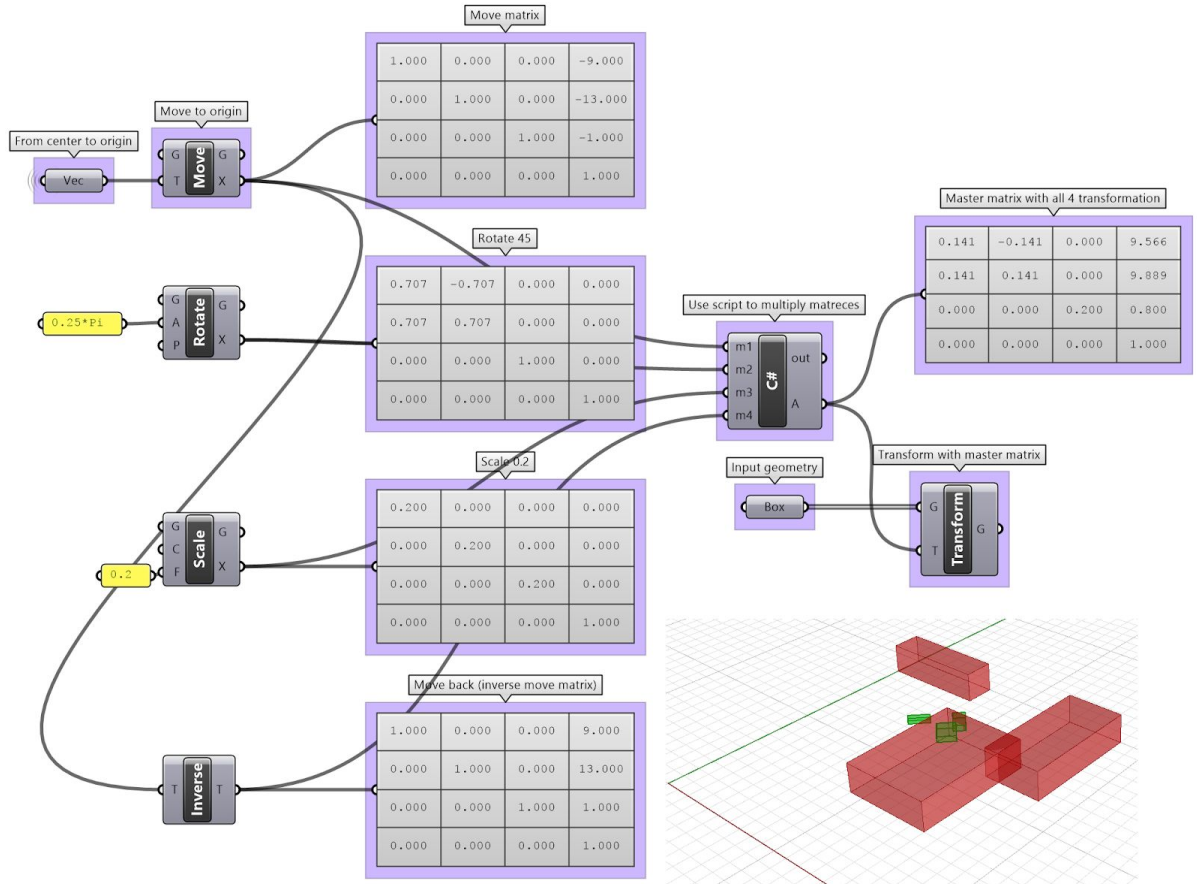 Move matrix
1.000 0.000 0.000 -9.000
0.000 1.000 0.000 -13.000
0.000 0.000 1.000 -1.000
0.000 0.000 0.000 1.000
From center to origin
Vec
Move to origin
G Move G
T X
Rotate 45
0.707 -0.707 0.000 0.000
0.707 0.707 0.000 0.000
0.000 0.000 1.000 0.000
0.000 0.000 0.000 1.000
0.25*Pi
G Rotate G
A
P X
Use script to multiply matreces
m1 C# out
m2
m3 A
m4
Master matrix with all 4 transformation
0.141 -0.141 0.000 9.566
0.141 0.141 0.000 9.889
0.000 0.000 0.200 0.800
0.000 0.000 0.000 1.000
Input geometry
Box
Transform with master matrix
G Transform G
T
Scale 0.2
0.200 0.000 0.000 0.000
0.000 0.200 0.000 0.000
0.000 0.000 0.200 0.000
0.000 0.000 0.000 1.000
0.2
G Scale G
C
F X
Move back (inverse move matrix)
1.000 0.000 0.000 9.000
0.000 1.000 0.000 13.000
0.000 0.000 1.000 1.000
0.000 0.000 0.000 1.000
T Inverse T